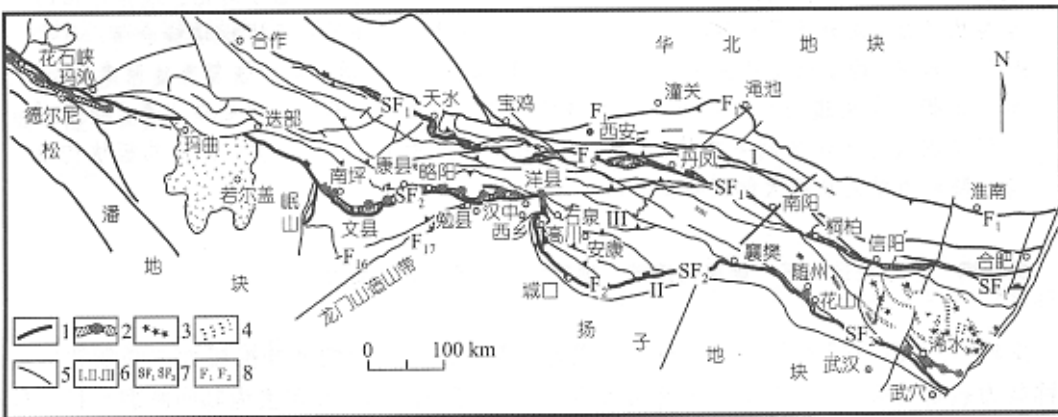 华北地块
N
合作
花石峡
玛沁
德尔尼
松潘地块
玛曲
迭部
若尔盖
岷山
南坪
文县
SF₁
天水
宝鸡
F₁
西安
潼关
渑池
F₁
康县
略阳
SF₂
勉县
汉中
西乡
洋县
石泉
高川
安康
III
F
丹凤
I
SF₁
南阳
桐柏
信阳
淮南
F₁
合肥
SF₁
F₁₆
F₁₇
龙门山造山带
城口
F₂
II
SF₂
襄樊
随州
花山
SF₂
浠水
武汉
武穴
扬子地块
0 100 km
1 2 3 4
5 I.II.III 6 SF₁ SF₂ 7 F₁ F₂ 8